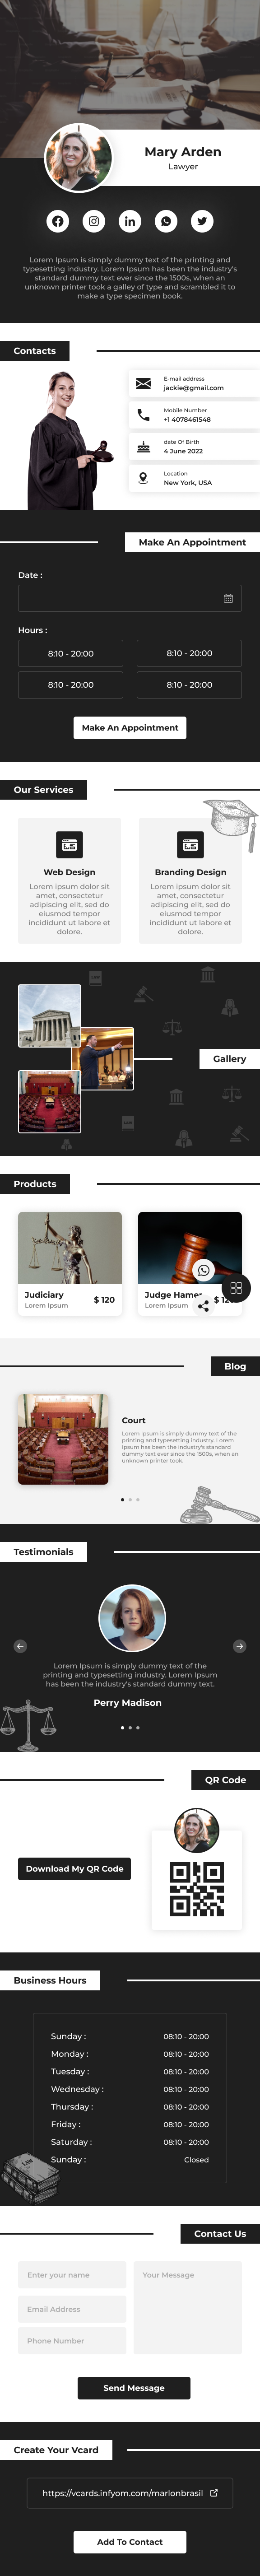 Mary Arden
Lawyer
Lorem Ipsum is simply dummy text of the printing and
typesetting industry. Lorem Ipsum has been the industry's
standard dummy text ever since the 1500s, when an
unknown printer took a galley of type and scrambled it to
make a type specimen book.
Contacts
E-mail address
jackie@gmail.com
Mobile Number
+1 4078461548
date Of Birth
4 June 2022
Location
New York, USA
Make An Appointment
Date :
Hours :
8:10 - 20:00
8:10 - 20:00
8:10 - 20:00
8:10 - 20:00
Make An Appointment
Our Services
Web Design
Lorem ipsum dolor sit
amet, consectetur
adipiscing elit, sed do
eiusmod tempor
incididunt ut labore et
dolore.
Branding Design
Lorem ipsum dolor sit
amet, consectetur
adipiscing elit, sed do
eiusmod tempor
incididunt ut labore et
dolore.
Gallery
Products
Judiciary
Lorem Ipsum
$ 120
Judge Hamer
Lorem Ipsum
$ 12
Blog
Court
Lorem Ipsum is simply dummy text of the
printing and typesetting industry. Lorem
Ipsum has been the industry's standard
dummy text ever since the 1500s, when an
unknown printer took.
Testimonials
Lorem Ipsum is simply dummy text of the
printing and typesetting industry. Lorem Ipsum
has been the industry's standard dummy text.
Perry Madison
QR Code
Download My QR Code
Business Hours
Sunday : 08:10 - 20:00
Monday : 08:10 - 20:00
Tuesday : 08:10 - 20:00
Wednesday : 08:10 - 20:00
Thursday : 08:10 - 20:00
Friday : 08:10 - 20:00
Saturday : 08:10 - 20:00
Sunday : Closed
LAW
Contact Us
Enter your name
Your Message
Email Address
Phone Number
Send Message
Create Your Vcard
https://vcards.infyom.com/marlonbrasil
Add To Contact